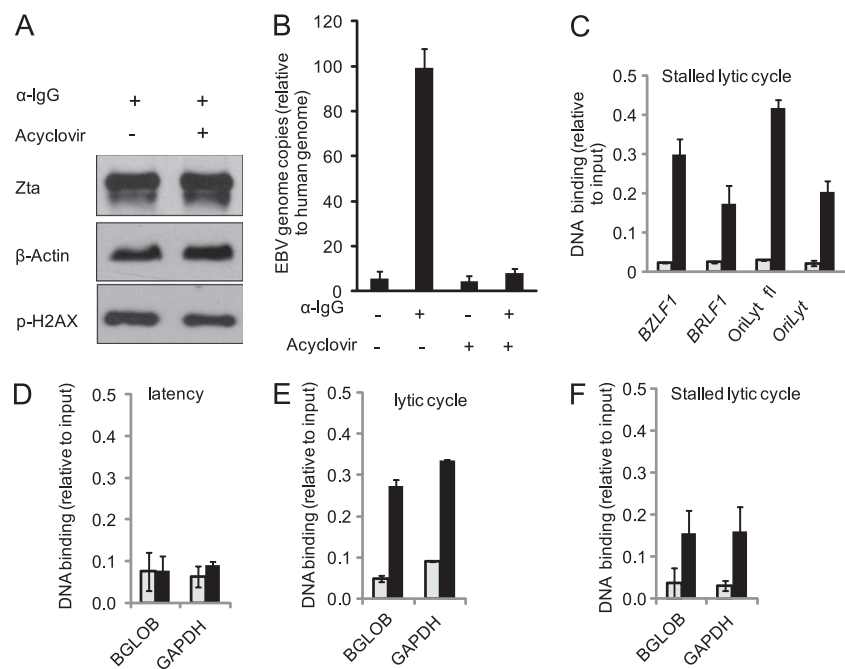 A
α-IgG + +
Acyclovir - +
Zta
β-Actin
p-H2AX
B
EBV genome copies (relative
to human genome)
120
100
80
60
40
20
0
α-IgG - + - +
Acyclovir - - + +
C
Stalled lytic cycle
DNA binding (relative
to input)
0.5
0.4
0.3
0.2
0.1
0
BZLF1
BRLF1
OriLyt fl
OriLyt
D
latency
DNA binding (relative to input)
0.5
0.4
0.3
0.2
0.1
0.0
BGLOB
GAPDH
E
lytic cycle
DNA binding (relative to input)
0.5
0.4
0.3
0.2
0.1
0.0
BGLOB
GAPDH
F
Stalled lytic cycle
DNA binding (relative to input)
0.5
0.4
0.3
0.2
0.1
0.0
BGLOB
GAPDH